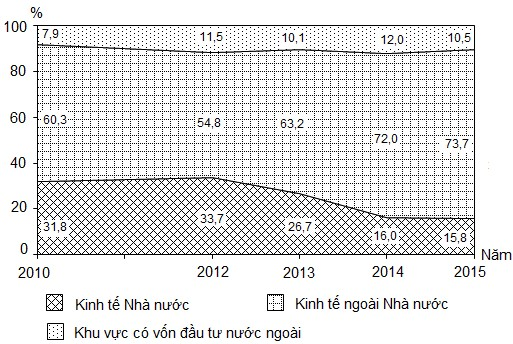 %
100
80
60
40
20
0
7,9 11,5 10,1 12,0 10,5
60,3 54,8 63,2 72,0 73,7
31,8 33,7 26,7 16,0 15,8
Năm
2010 2012 2013 2014 2015
Kinh tế Nhà nước Kinh tế ngoài Nhà nước
Khu vực có vốn đầu tư nước ngoài